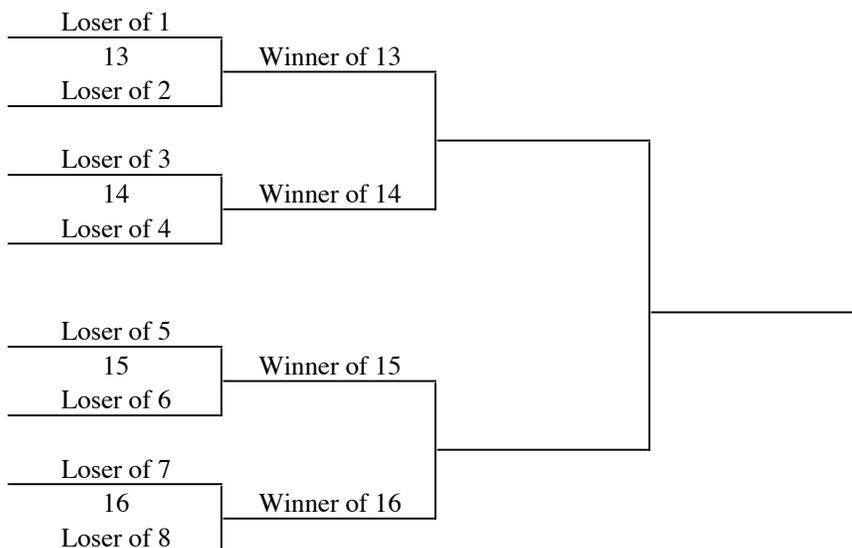 Loser of 1
13
Winner of 13
Loser of 2
Loser of 3
14
Winner of 14
Loser of 4
Loser of 5
15
Winner of 15
Loser of 6
Loser of 7
16
Winner of 16
Loser of 8